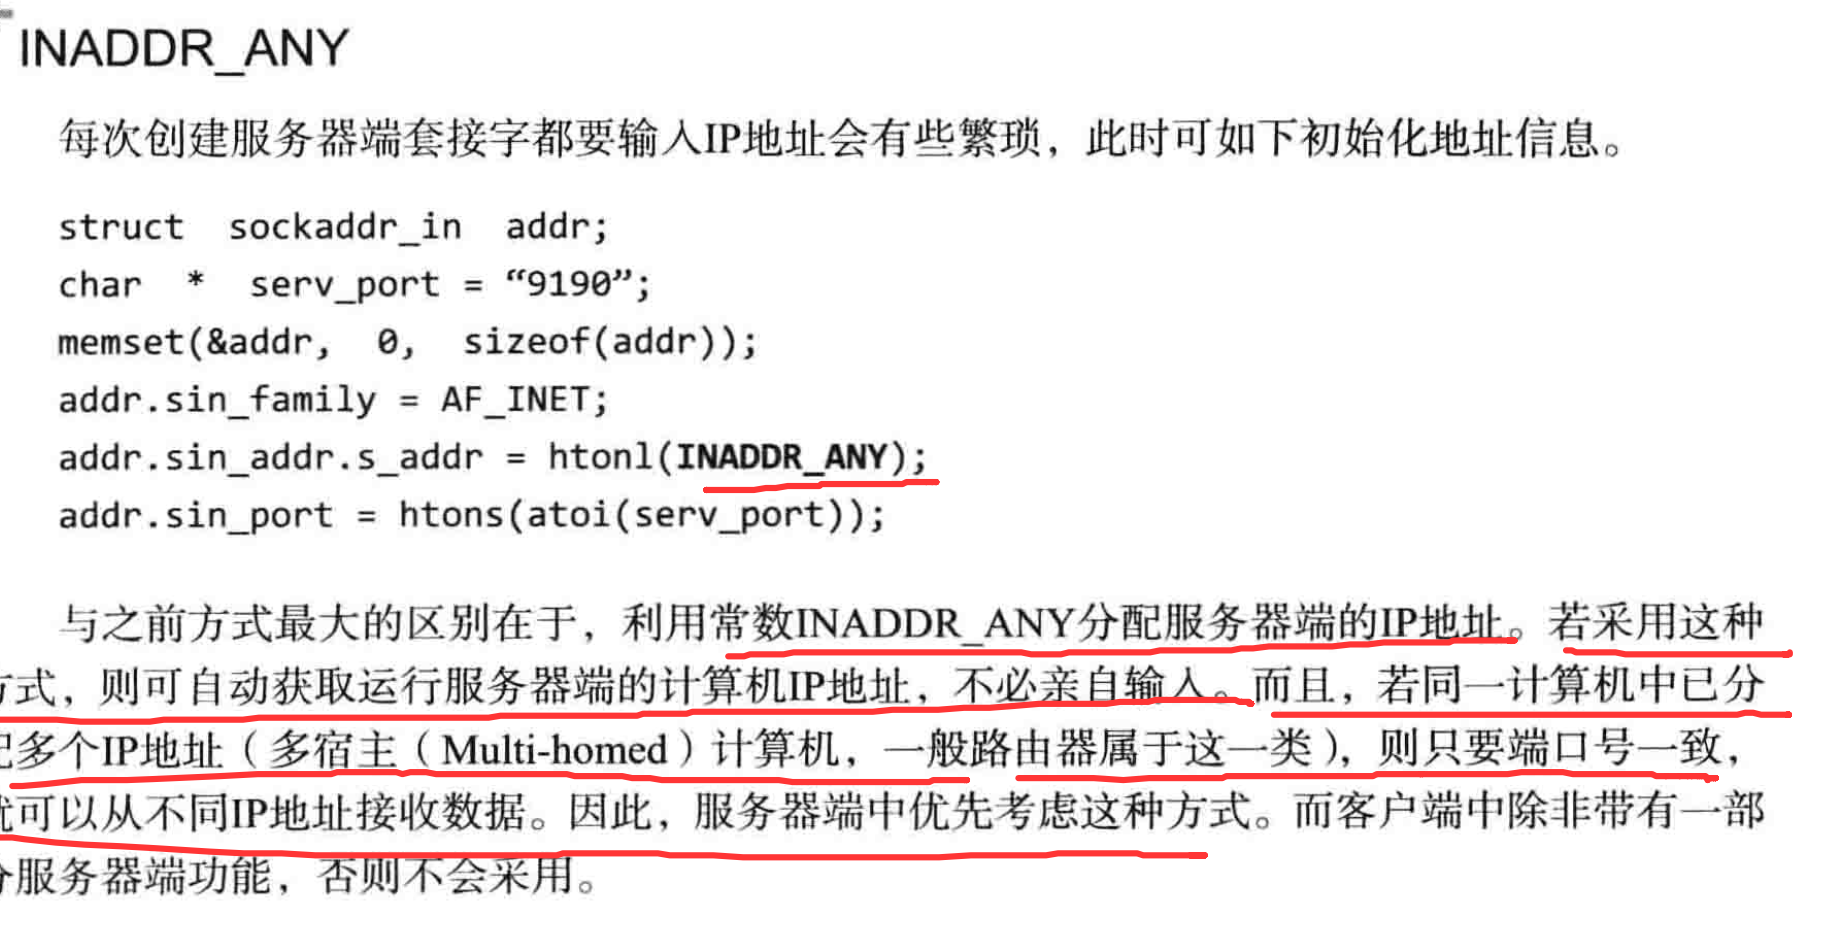 INADDR_ANY
每次创建服务器端套接字都要输入IP地址会有些繁琐，此时可如下初始化地址信息。
struct sockaddr_in addr;
char * serv_port = “9190”;
memset(&addr, 0, sizeof(addr));
addr.sin_family = AF_INET;
addr.sin_addr.s_addr = htonl(INADDR_ANY);
addr.sin_port = htons(atoi(serv_port));
与之前方式最大的区别在于，利用常数INADDR_ANY分配服务器端的IP地址。若采用这种
方式，则可自动获取运行服务器端的计算机IP地址，不必亲自输入。而且，若同一计算机中已分
配多个IP地址（多宿主（Multi-homed）计算机，一般路由器属于这一类），则只要端口号一致，
就可以从不同IP地址接收数据。因此，服务器端中优先考虑这种方式。而客户端中除非带有一部
分服务器端功能，否则不会采用。